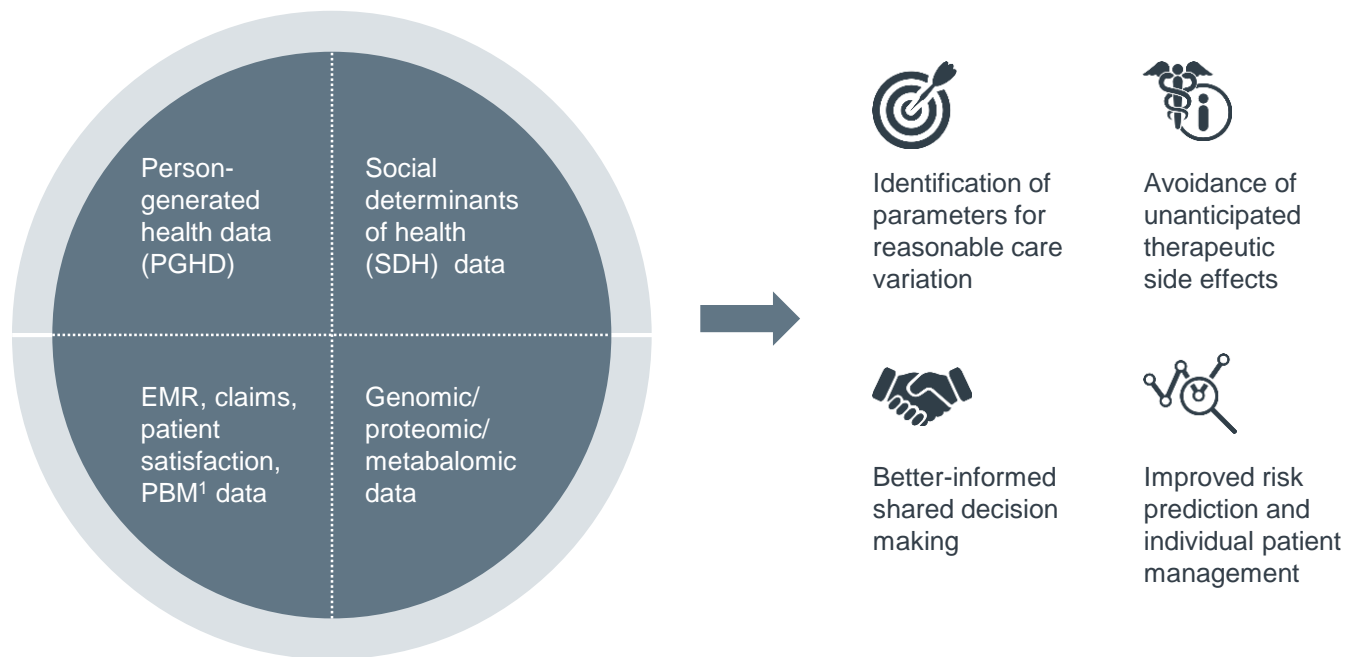 Person-
generated
health data
(PGHD)
Social
determinants
of health
(SDH)  data
EMR, claims,
patient
satisfaction,
PBM¹ data
Genomic/
proteomic/
metabalomic
data
Identification of
parameters for
reasonable care
variation
Avoidance of
unanticipated
therapeutic
side effects
Better-informed
shared decision
making
Improved risk
prediction and
individual patient
management